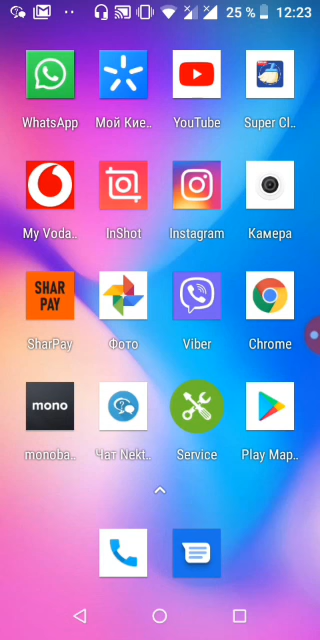 25 % 12:23
WhatsApp Мой Кие.. YouTube Super Cl..
My Voda.. InShot Instagram Камера
SHAR
PAY
SharPay Фото Viber Chrome
mono
monoba.. Чат Nekt.. Service Play Мар..